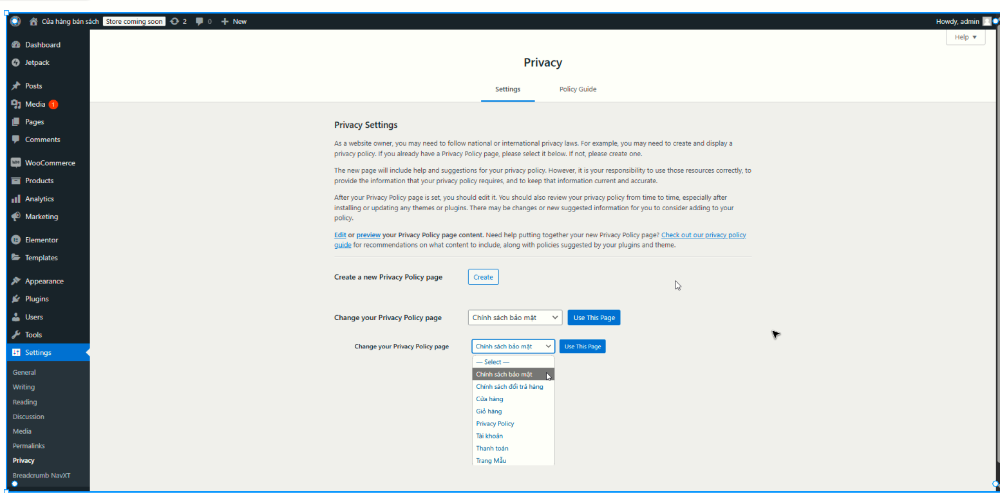 Cửa hàng bán sách Store coming soon 2 0 New Howdy, admin
Help
Dashboard
Jetpack
Posts
Media 1
Pages
Comments
WooCommerce
Products
Analytics
Marketing
Elementor
Templates
Appearance
Plugins
Users
Tools
Settings
General
Writing
Reading
Discussion
Media
Permalinks
Privacy
Breadcrumb NavXT
Privacy
Settings Policy Guide
Privacy Settings
As a website owner, you may need to follow national or international privacy laws. For example, you may need to create and display a
privacy policy. If you already have a Privacy Policy page, please select it below. If not, please create one.
The new page will include help and suggestions for your privacy policy. However, it is your responsibility to use those resources correctly, to
provide the information that your privacy policy requires, and to keep that information current and accurate.
After your Privacy Policy page is set, you should edit it. You should also review your privacy policy from time to time, especially after
installing or updating any themes or plugins. There may be changes or new suggested information for you to consider adding to your
policy.
Edit or preview your Privacy Policy page content. Need help putting together your new Privacy Policy page? Check out our privacy policy
guide for recommendations on what content to include, along with policies suggested by your plugins and theme.
Create a new Privacy Policy page Create
Change your Privacy Policy page Chính sách bảo mật Use This Page
Change your Privacy Policy page Chính sách bảo mật Use This Page
— Select —
Chính sách bảo mật
Chính sách đổi trả hàng
Cửa hàng
Giỏ hàng
Privacy Policy
Tài khoản
Thanh toán
Trang Mẫu